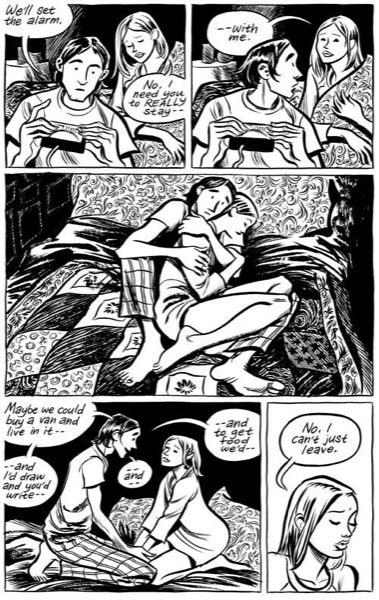 We'll set
the alarm.
No. I
need you
to REALLY
stay--
--with
me.
Maybe we could
buy a van and
live in it--
--and
I'd draw
and you'd
write--
--and--
--and
to get
food
we'd--
No. I
can't just
leave.